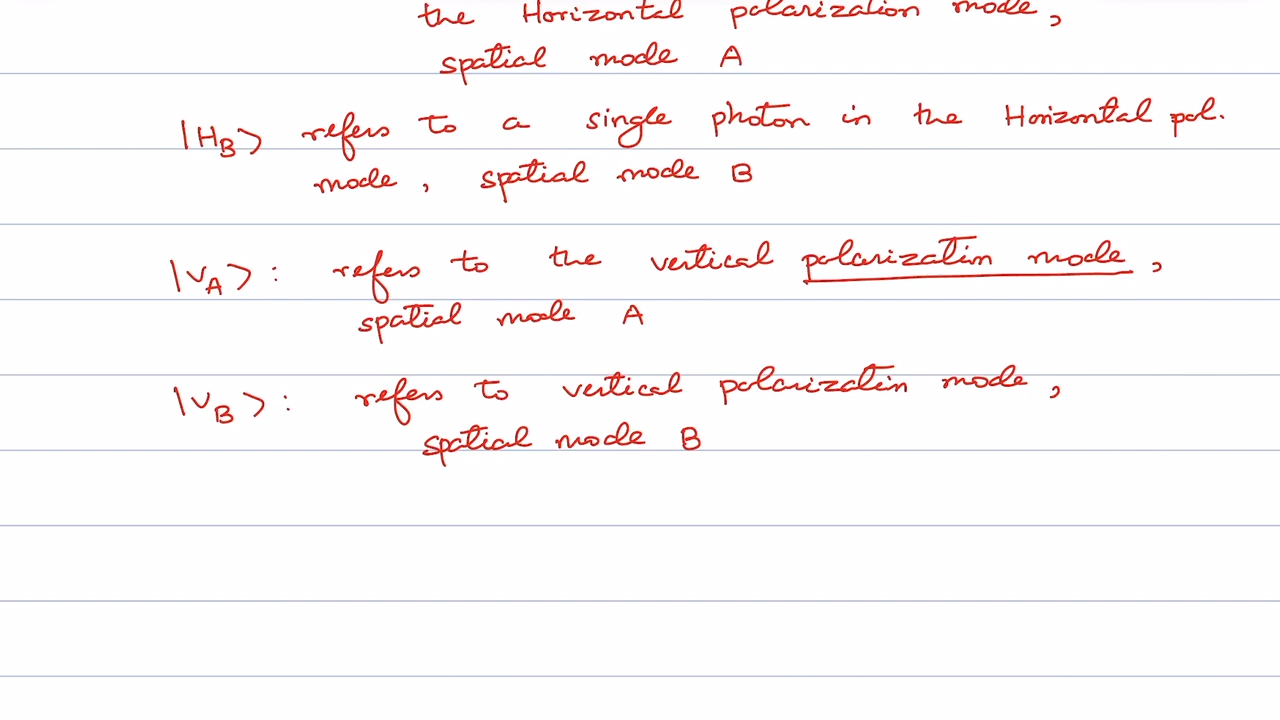 the Horizontal polarization mode,
spatial mode A
|H_B> refers to a single photon in the Horizontal pol.
mode, spatial mode B
|V_A>: refers to the vertical polarization mode,
spatial mode A
|V_B>: refers to vertical polarization mode,
spatial mode B